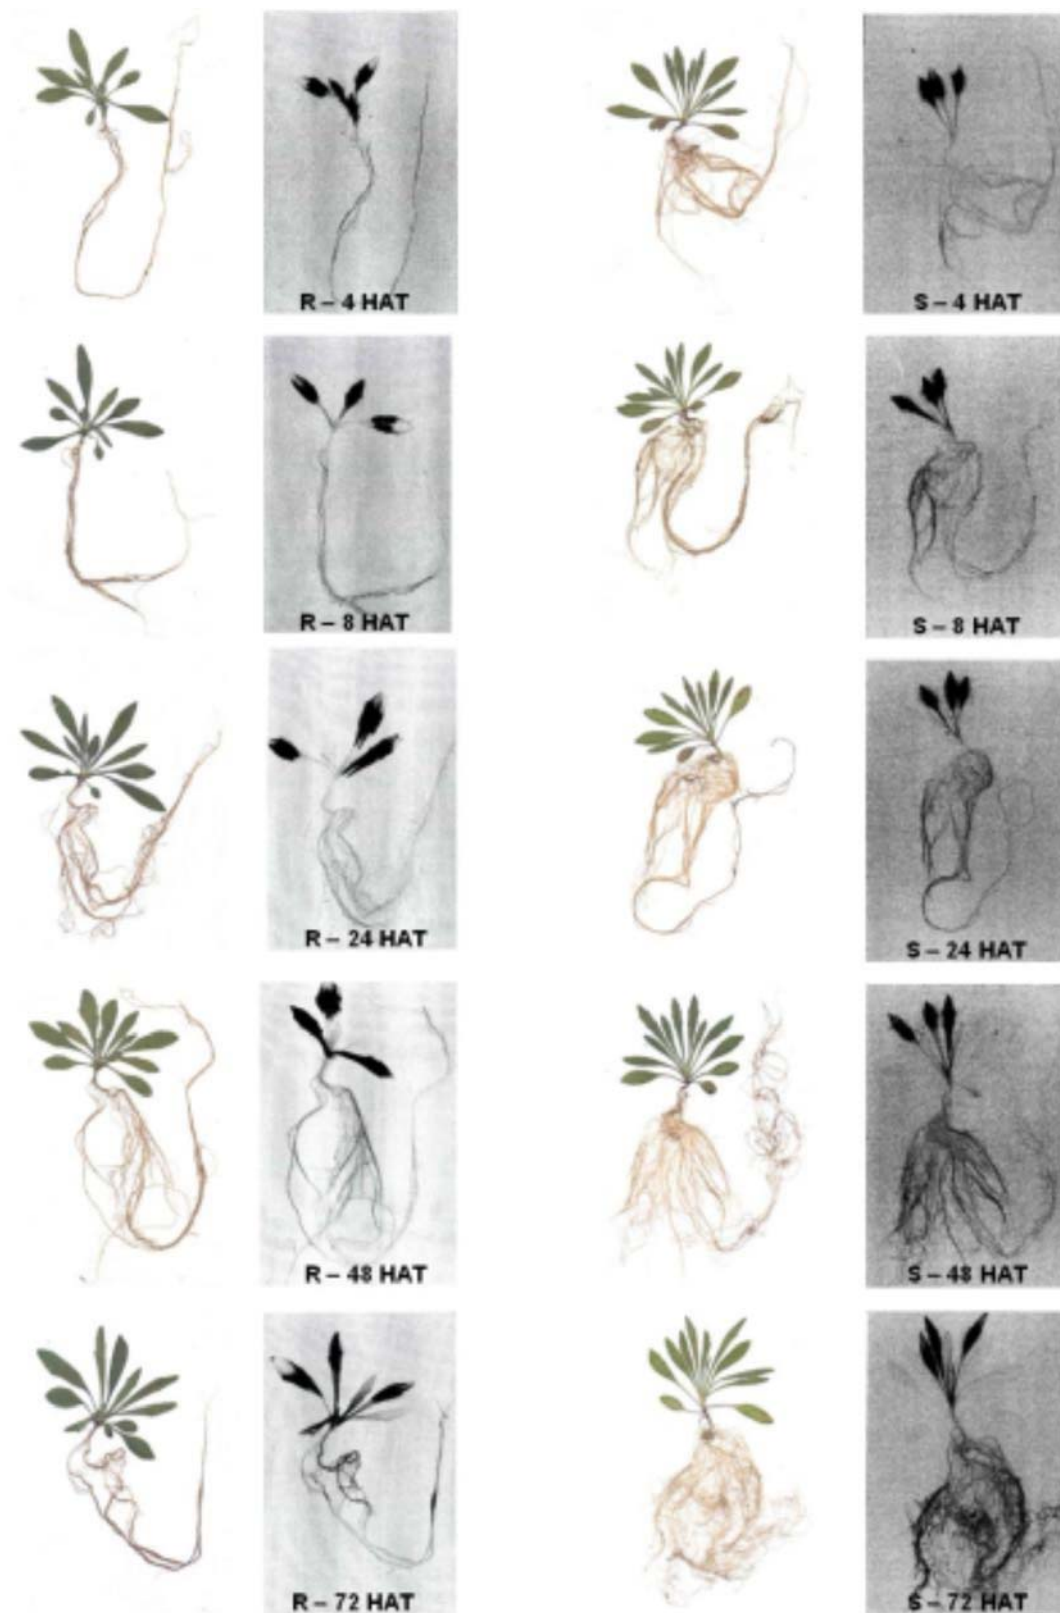 R – 4 HAT
S – 4 HAT
R – 8 HAT
S – 8 HAT
R – 24 HAT
S – 24 HAT
R – 48 HAT
S – 48 HAT
R – 72 HAT
S – 72 HAT